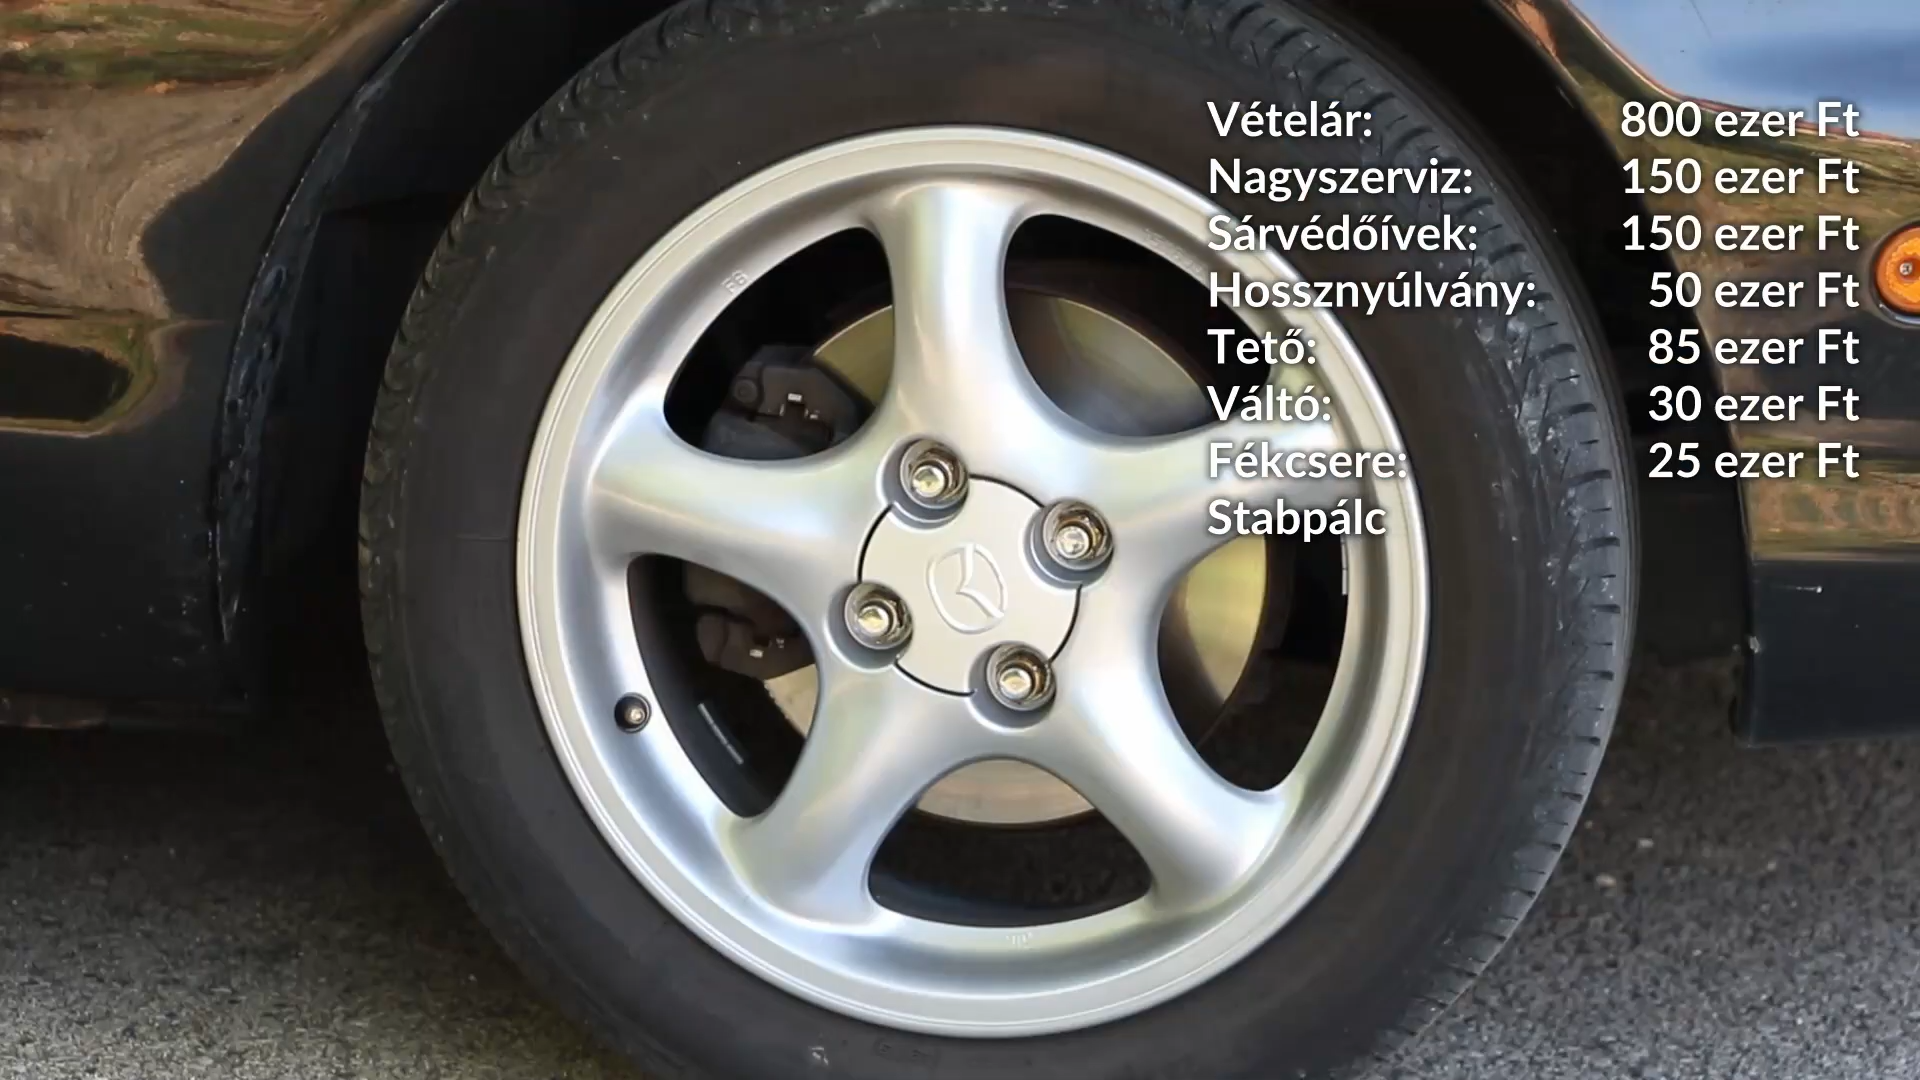 Vételár: 800 ezer Ft
Nagyszerviz: 150 ezer Ft
Sárvédőívek: 150 ezer Ft
Hossznyúlvány: 50 ezer Ft
Tető: 85 ezer Ft
Váltó: 30 ezer Ft
Fékcsere: 25 ezer Ft
Stabpálc